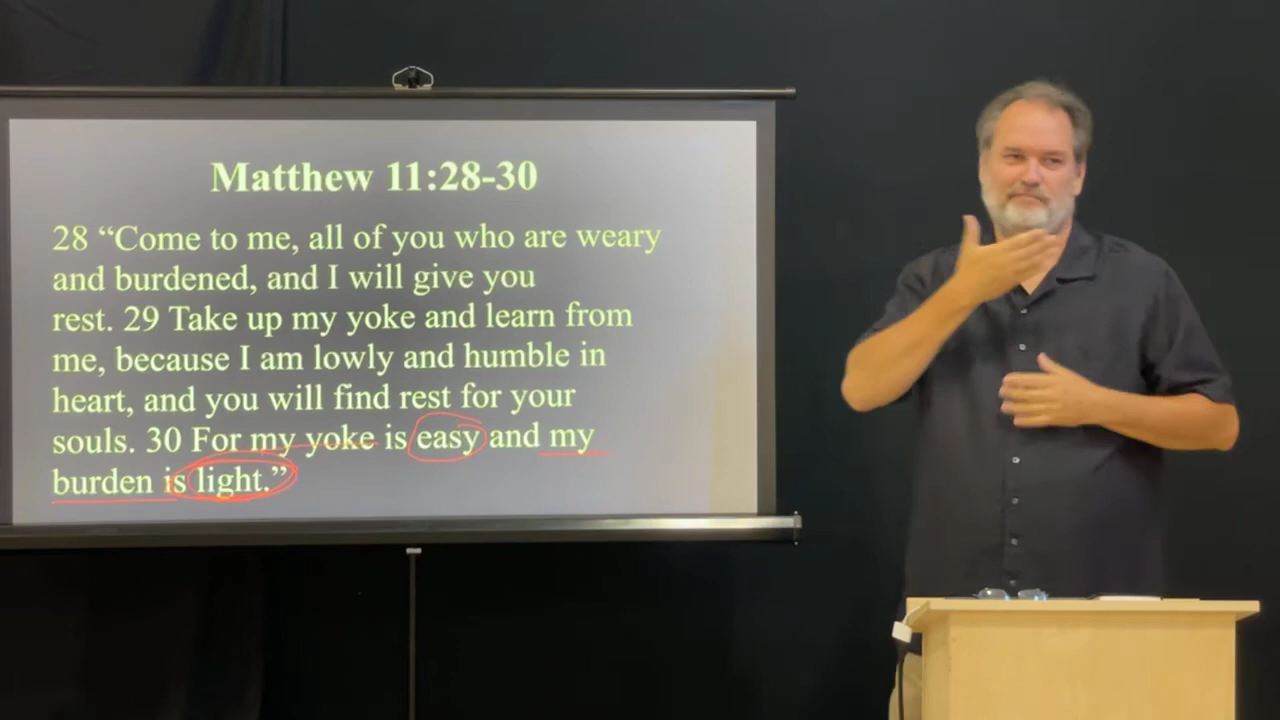 Matthew 11:28-30
28 “Come to me, all of you who are weary
and burdened, and I will give you
rest. 29 Take up my yoke and learn from
me, because I am lowly and humble in
heart, and you will find rest for your
souls. 30 For my yoke is easy and my
burden is light.”